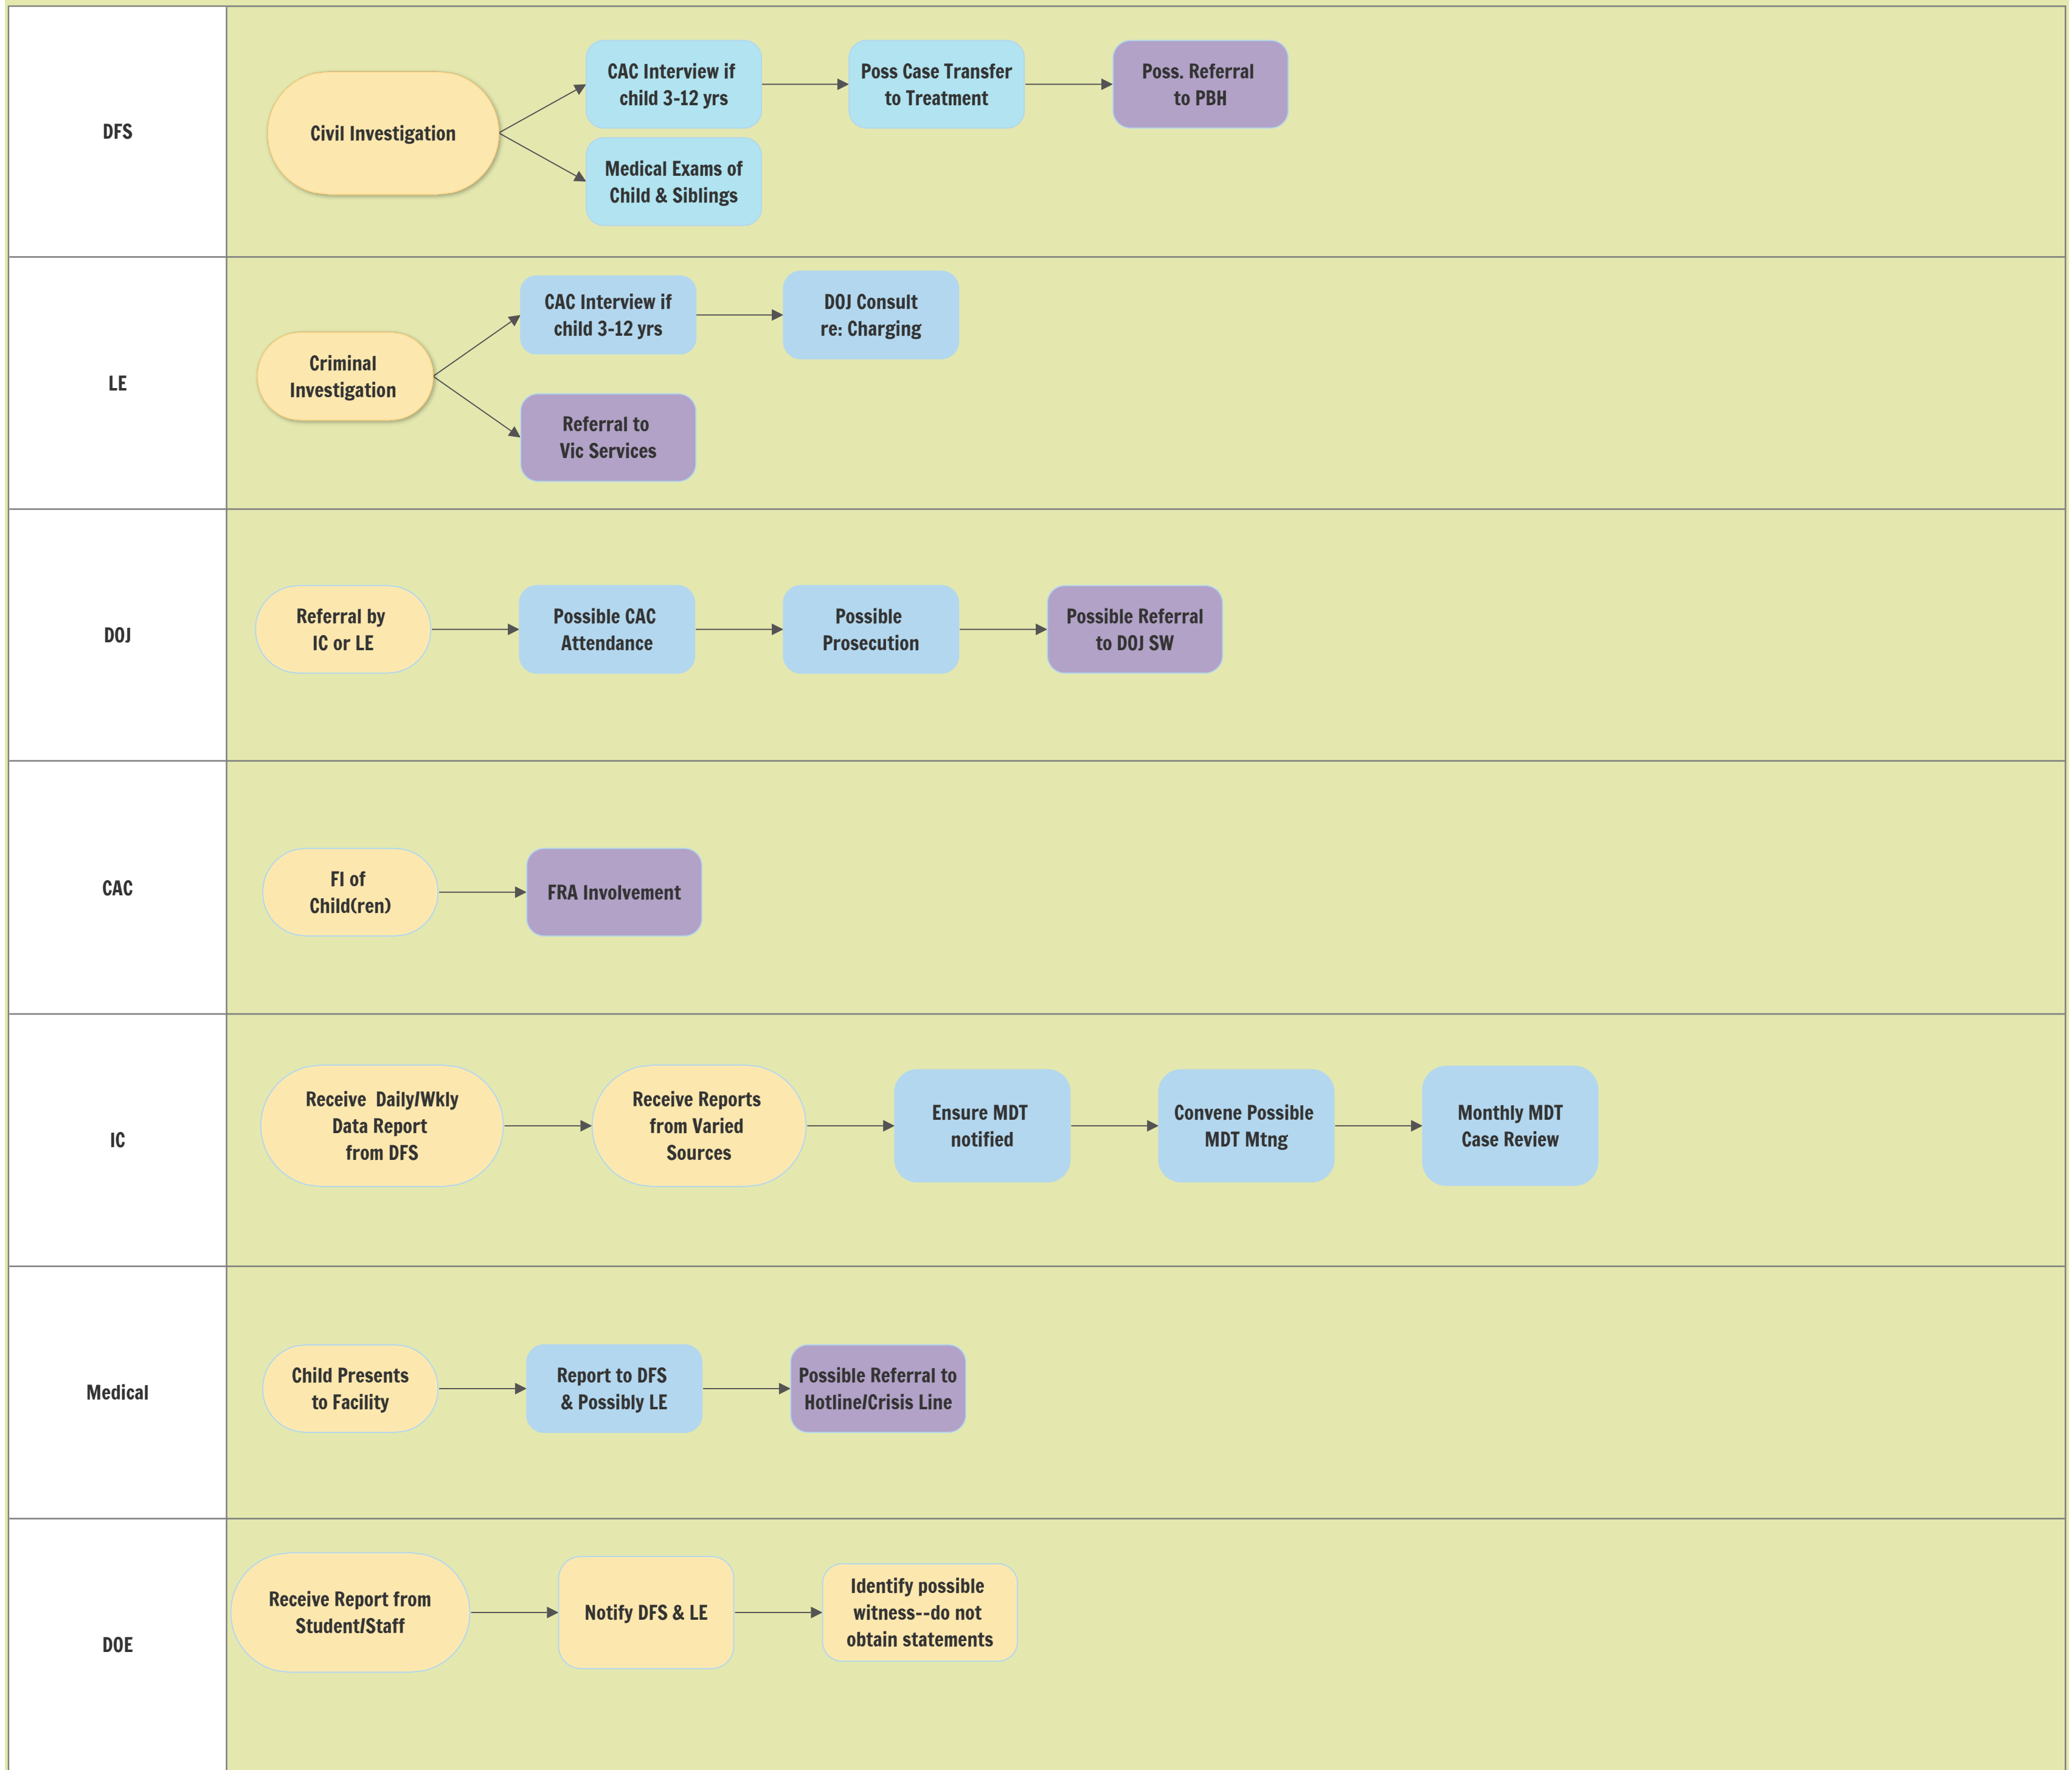 DFS
Civil Investigation
CAC Interview if
child 3-12 yrs
Poss Case Transfer
to Treatment
Poss. Referral
to PBH
Medical Exams of
Child & Siblings
LE
Criminal
Investigation
CAC Interview if
child 3-12 yrs
DOJ Consult
re: Charging
Referral to
Vic Services
DOJ
Referral by
IC or LE
Possible CAC
Attendance
Possible
Prosecution
Possible Referral
to DOJ SW
CAC
FI of
Child(ren)
FRA Involvement
IC
Receive Daily/Wkly
Data Report
from DFS
Receive Reports
from Varied
Sources
Ensure MDT
notified
Convene Possible
MDT Mtng
Monthly MDT
Case Review
Medical
Child Presents
to Facility
Report to DFS
& Possibly LE
Possible Referral to
Hotline/Crisis Line
DOE
Receive Report from
Student/Staff
Notify DFS & LE
Identify possible
witness--do not
obtain statements